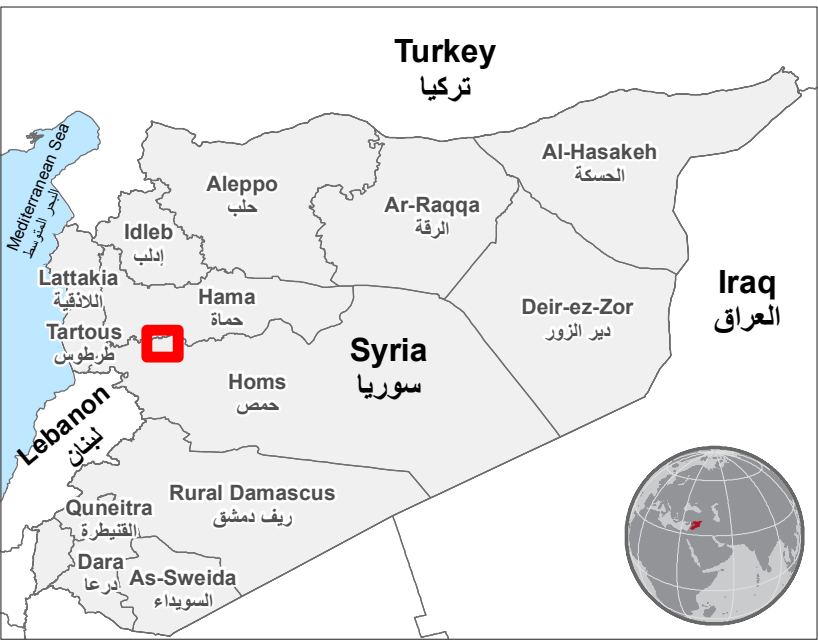 Turkey
تركيا
Mediterranean Sea
البحر المتوسط
Al-Hasakeh
الحسكة
Aleppo
حلب
Ar-Raqqa
الرقة
Idleb
إدلب
Lattakia
اللاذقية
Hama
حماة
Iraq
العراق
Deir-ez-Zor
دير الزور
Tartous
طرطوس
Syria
سوريا
Homs
حمص
Lebanon
لبنان
Rural Damascus
ريف دمشق
Quneitra
القنيطرة
Dara
درعا
As-Sweida
السويداء